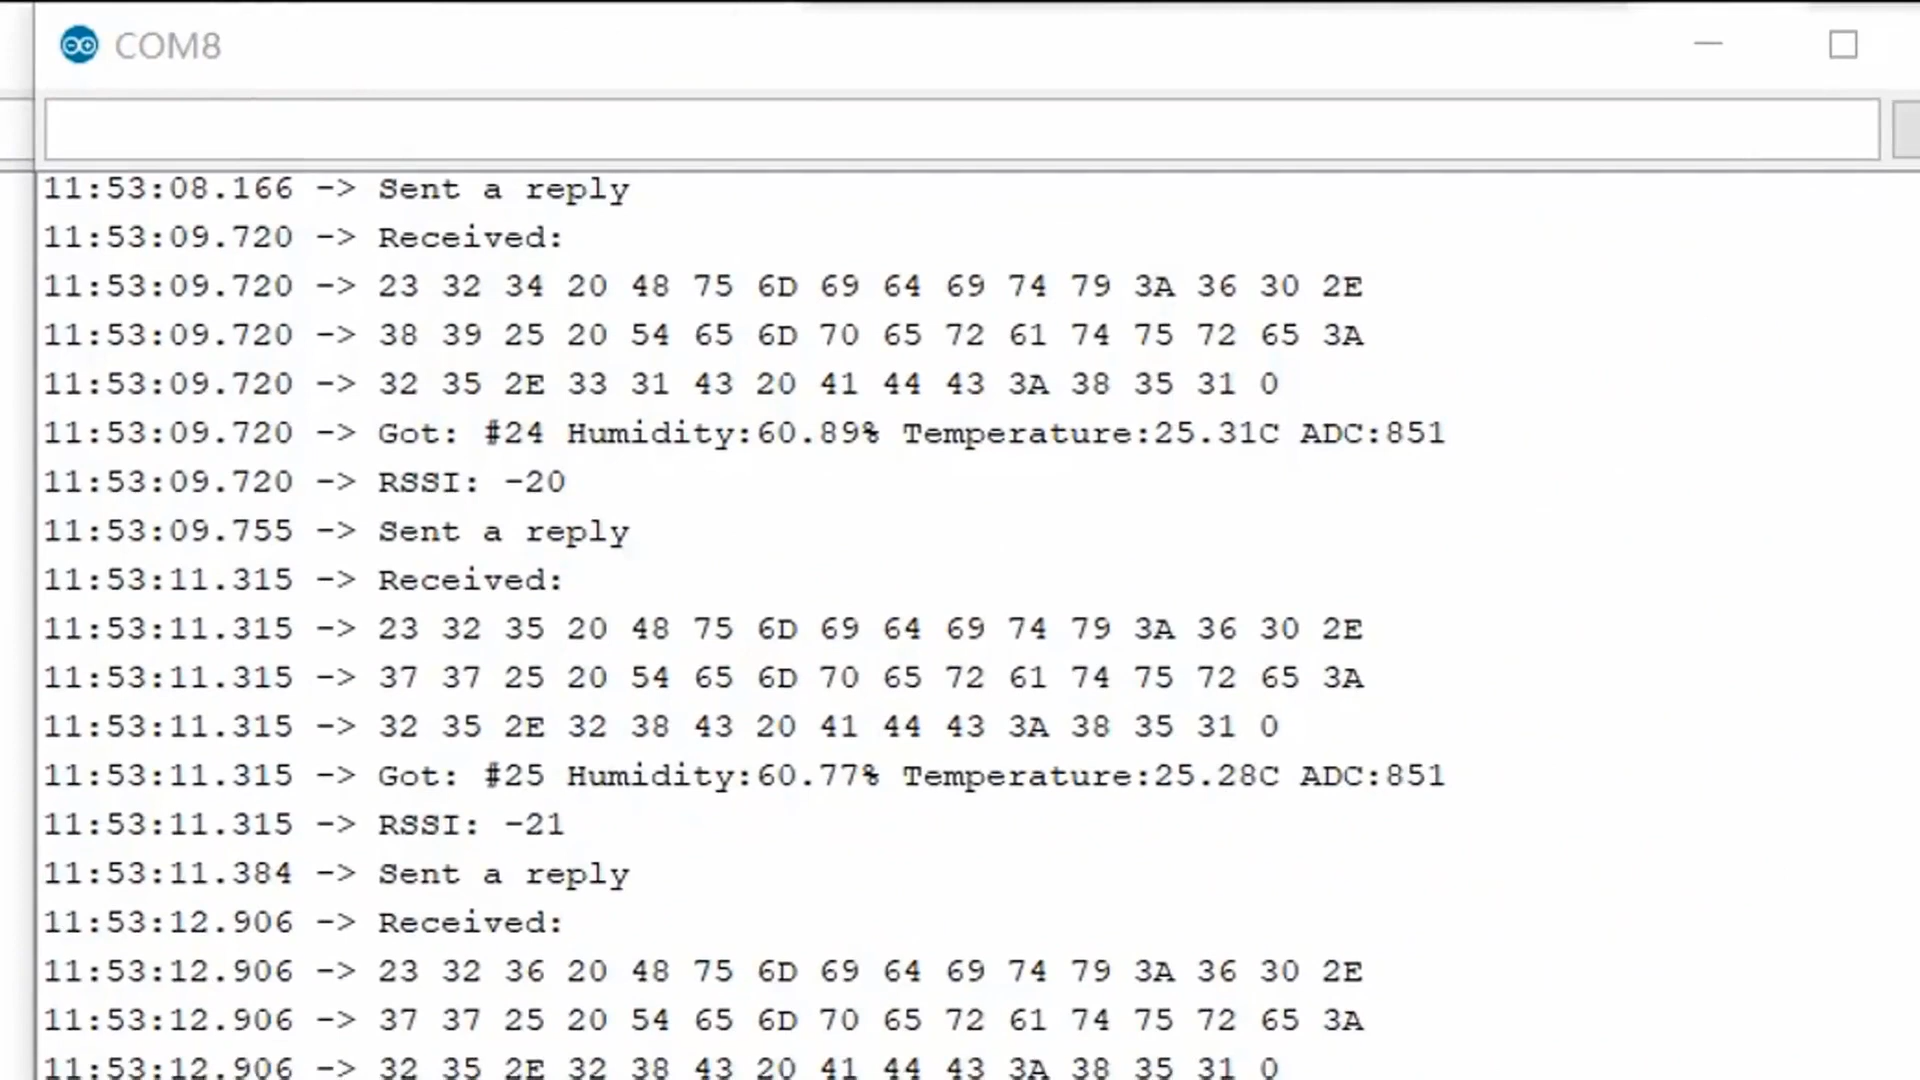 COM8
11:53:08.166 -> Sent a reply
11:53:09.720 -> Received:
11:53:09.720 -> 23 32 34 20 48 75 6D 69 64 69 74 79 3A 36 30 2E
11:53:09.720 -> 38 39 25 20 54 65 6D 70 65 72 61 74 75 72 65 3A
11:53:09.720 -> 32 35 2E 33 31 43 20 41 44 43 3A 38 35 31 0
11:53:09.720 -> Got: #24 Humidity:60.89% Temperature:25.31C ADC:851
11:53:09.720 -> RSSI: -20
11:53:09.755 -> Sent a reply
11:53:11.315 -> Received:
11:53:11.315 -> 23 32 35 20 48 75 6D 69 64 69 74 79 3A 36 30 2E
11:53:11.315 -> 37 37 25 20 54 65 6D 70 65 72 61 74 75 72 65 3A
11:53:11.315 -> 32 35 2E 32 38 43 20 41 44 43 3A 38 35 31 0
11:53:11.315 -> Got: #25 Humidity:60.77% Temperature:25.28C ADC:851
11:53:11.315 -> RSSI: -21
11:53:11.384 -> Sent a reply
11:53:12.906 -> Received:
11:53:12.906 -> 23 32 36 20 48 75 6D 69 64 69 74 79 3A 36 30 2E
11:53:12.906 -> 37 37 25 20 54 65 6D 70 65 72 61 74 75 72 65 3A
11:53:12.906 -> 32 35 2E 32 38 43 20 41 44 43 3A 38 35 31 0